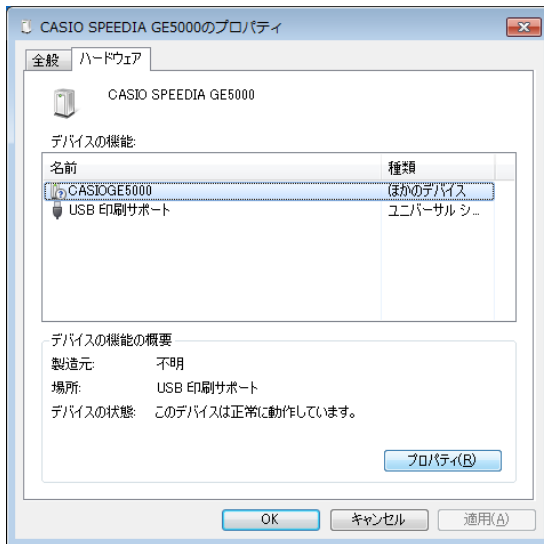 CASIO SPEEDIA GE5000のプロパティ
全般 ハードウェア
CASIO SPEEDIA GE5000
デバイスの機能:
名前 種類
CASIOGE5000 ほかのデバイス
USB 印刷サポート ユニバーサル シ...
デバイスの機能の概要
製造元: 不明
場所: USB 印刷サポート
デバイスの状態: このデバイスは正常に動作しています。
プロパティ(R)
OK キャンセル 適用(A)